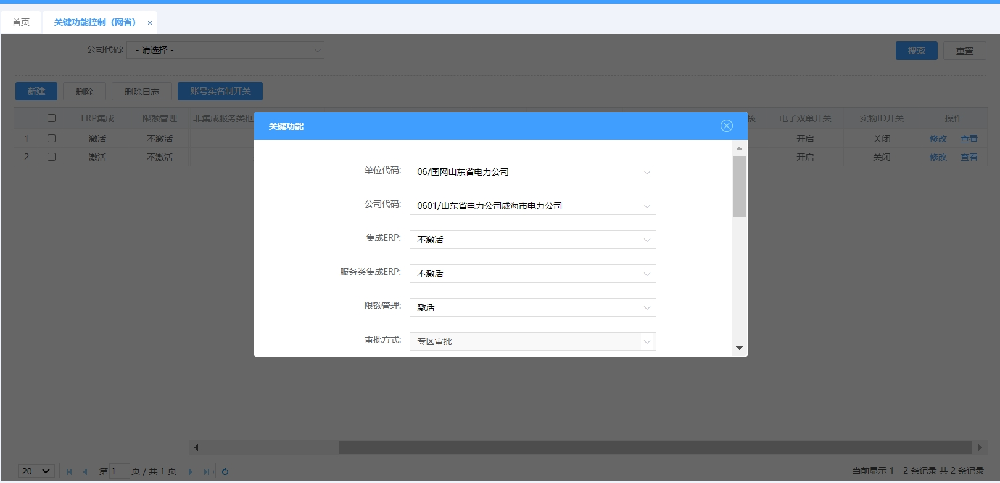 首页 关键功能控制（网省） ×
公司代码: - 请选择 - 搜索 重置
新建 删除 删除日志 账号实名制开关
ERP集成 限额管理 非集成服务类框 核 电子双单开关 实物ID开关 操作
1 激活 不激活 开启 关闭 修改 查看
2 激活 不激活 开启 关闭 修改 查看
关键功能
单位代码: 06/国网山东省电力公司
公司代码: 0601/山东省电力公司威海市电力公司
集成ERP: 不激活
服务类集成ERP: 不激活
限额管理: 激活
审批方式: 专区审批
20 第 1 页 / 共 1 页 当前显示 1 - 2 条记录 共 2 条记录